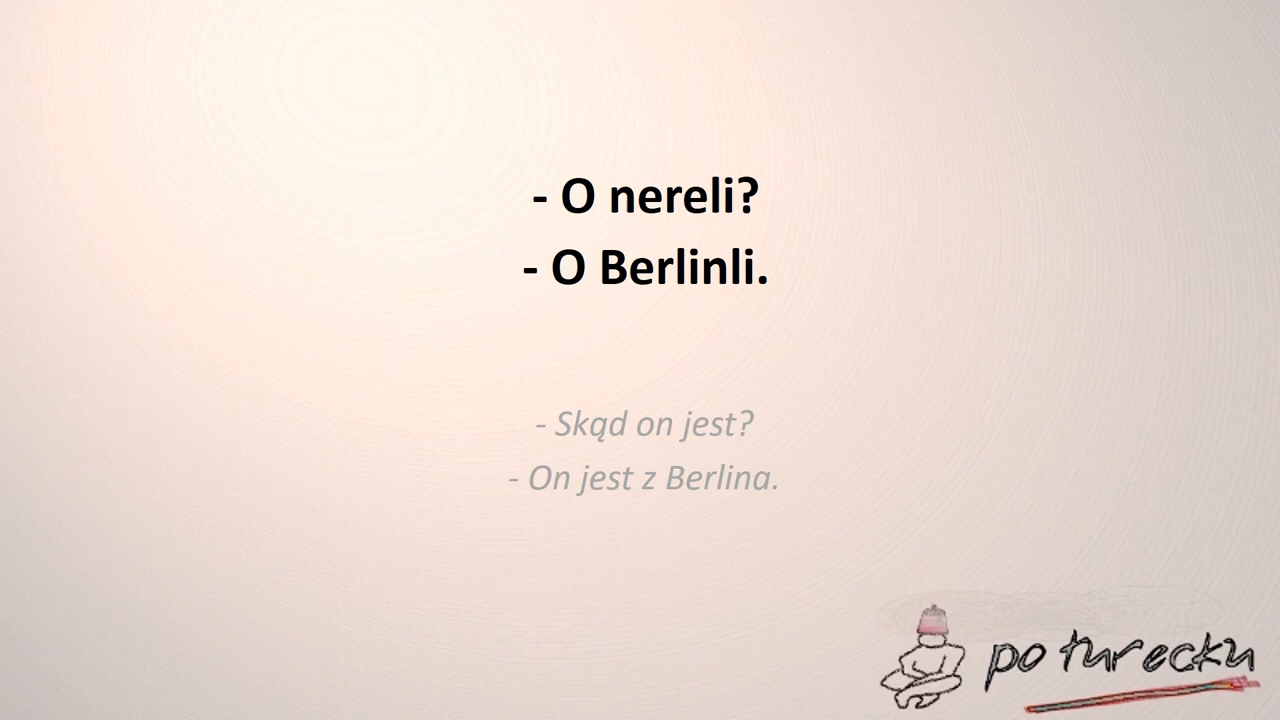 - O nereli?
- O Berlinli.
- Skąd on jest?
- On jest z Berlina.
po turecku